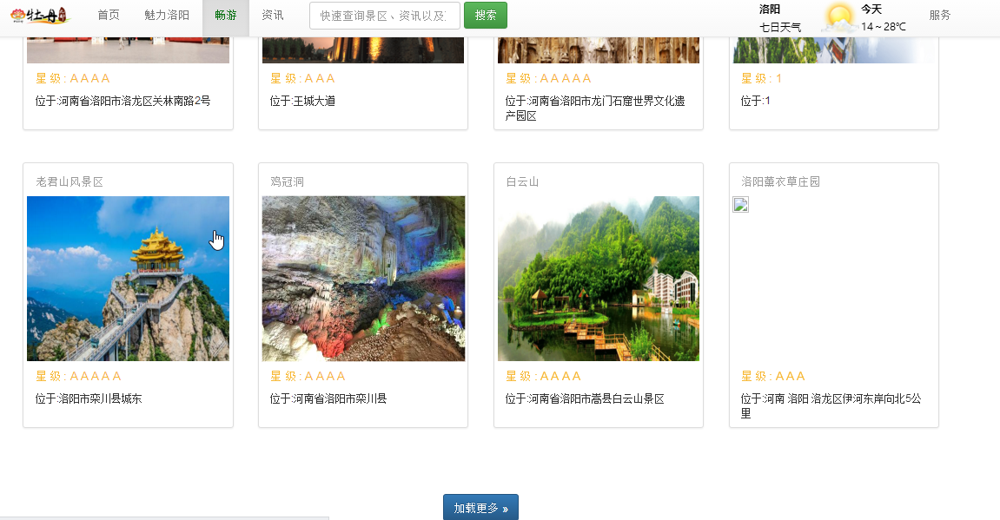 牡丹
首页
魅力洛阳
畅游
资讯
快速查询景区、资讯以及
搜索
洛阳
七日天气
今天
14~28℃
服务
星 级 : A A A A
位于:河南省洛阳市洛龙区关林南路2号
星 级 : A A A
位于:王城大道
星 级 : A A A A A
位于:河南省洛阳市龙门石窟世界文化遗
产园区
星 级 : 1
位于:1
老君山风景区
星 级 : A A A A A
位于:洛阳市栾川县城东
鸡冠洞
星 级 : A A A A
位于:河南省洛阳市栾川县
白云山
星 级 : A A A A
位于:河南省洛阳市嵩县白云山景区
洛阳薰衣草庄园
星 级 : A A A
位于:河南 洛阳 洛龙区伊河东岸向北5公
里
加载更多 »